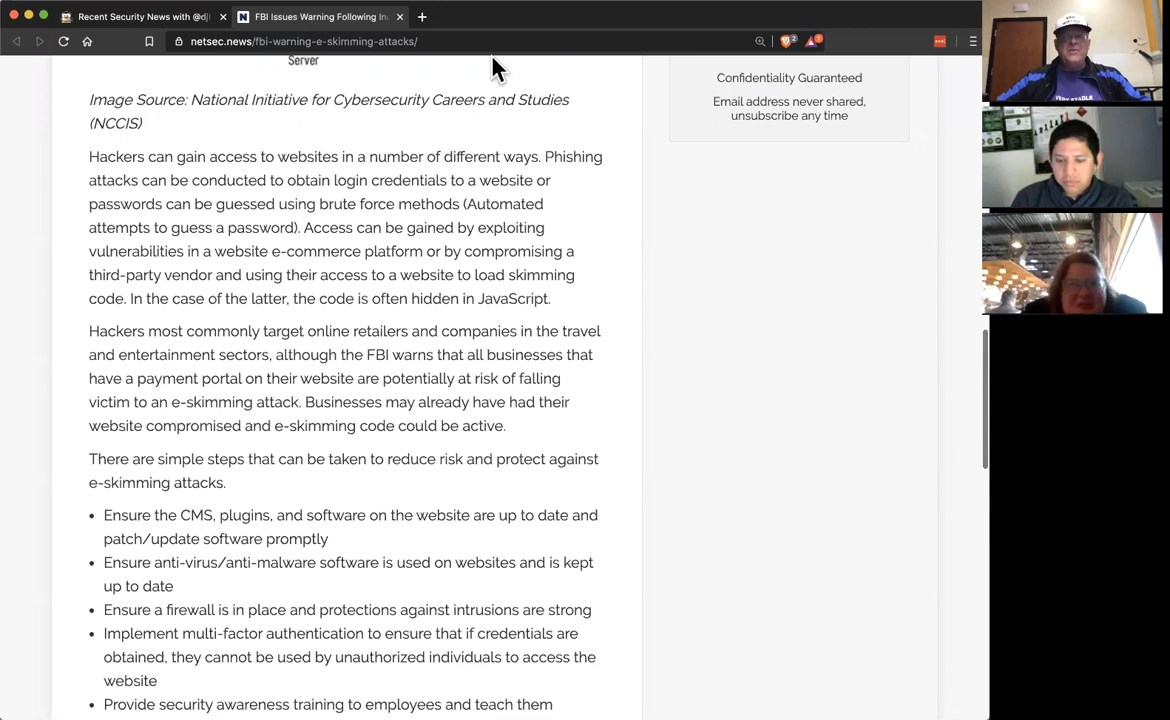 Recent Security News with @dj
FBI Issues Warning Following In
netsec.news/fbi-warning-e-skimming-attacks/
Server
Image Source: National Initiative for Cybersecurity Careers and Studies
(NCCIS)
Hackers can gain access to websites in a number of different ways. Phishing
attacks can be conducted to obtain login credentials to a website or
passwords can be guessed using brute force methods (Automated
attempts to guess a password). Access can be gained by exploiting
vulnerabilities in a website e-commerce platform or by compromising a
third-party vendor and using their access to a website to load skimming
code. In the case of the latter, the code is often hidden in JavaScript.
Hackers most commonly target online retailers and companies in the travel
and entertainment sectors, although the FBI warns that all businesses that
have a payment portal on their website are potentially at risk of falling
victim to an e-skimming attack. Businesses may already have had their
website compromised and e-skimming code could be active.
There are simple steps that can be taken to reduce risk and protect against
e-skimming attacks.
• Ensure the CMS, plugins, and software on the website are up to date and
patch/update software promptly
• Ensure anti-virus/anti-malware software is used on websites and is kept
up to date
• Ensure a firewall is in place and protections against intrusions are strong
• Implement multi-factor authentication to ensure that if credentials are
obtained, they cannot be used by unauthorized individuals to access the
website
• Provide security awareness training to employees and teach them
Confidentiality Guaranteed
Email address never shared,
unsubscribe any time